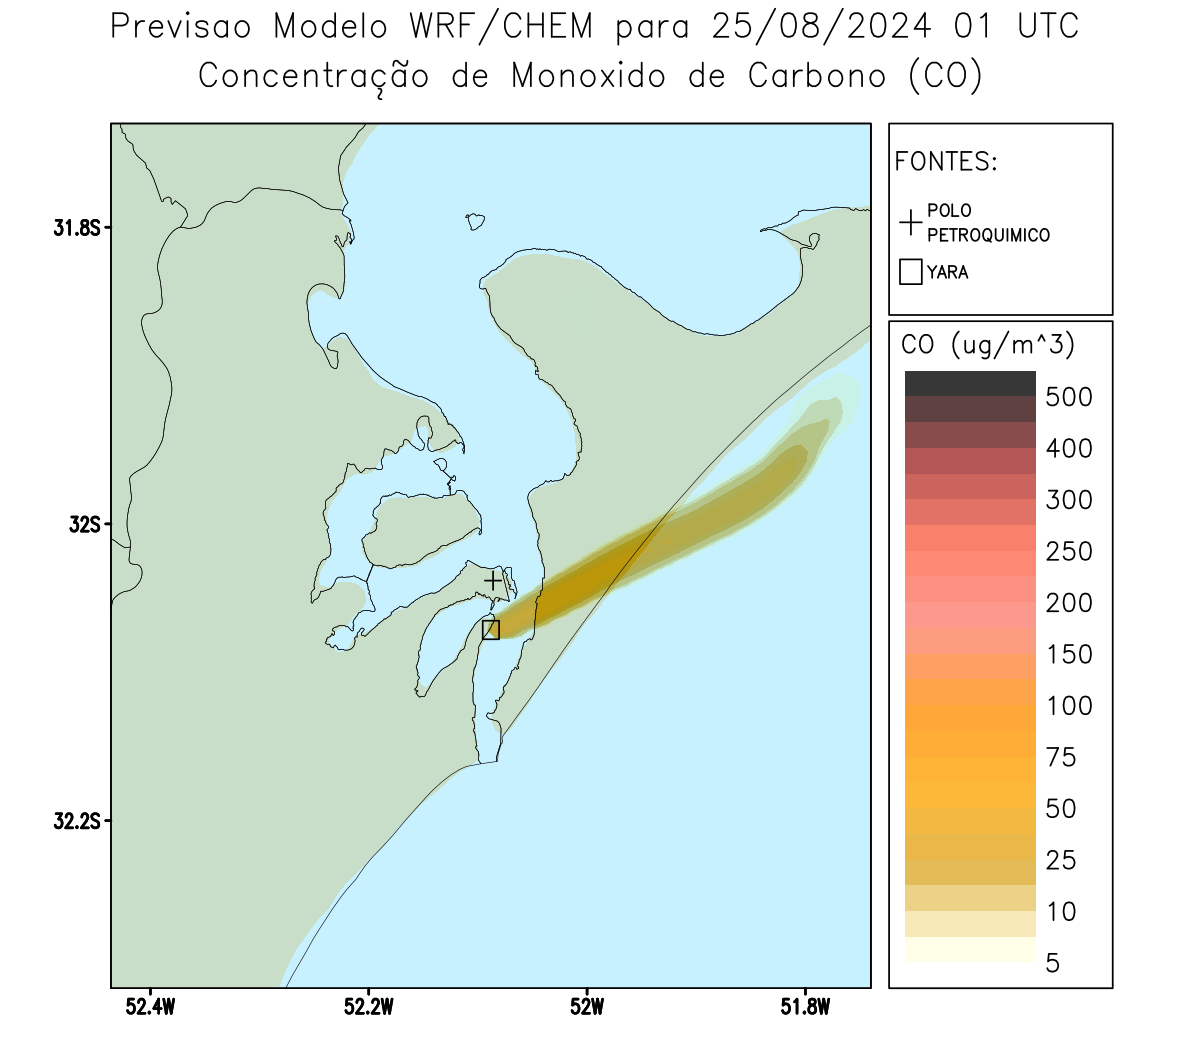 Previsao Modelo WRF/CHEM para 25/08/2024 01 UTC
Concentração de Monoxido de Carbono (CO)
FONTES:
POLO
PETROQUIMICO
YARA
CO (ug/m^3)
500
400
300
250
200
150
100
75
50
25
10
5
31.8S
32S
32.2S
52.4W
52.2W
52W
51.8W